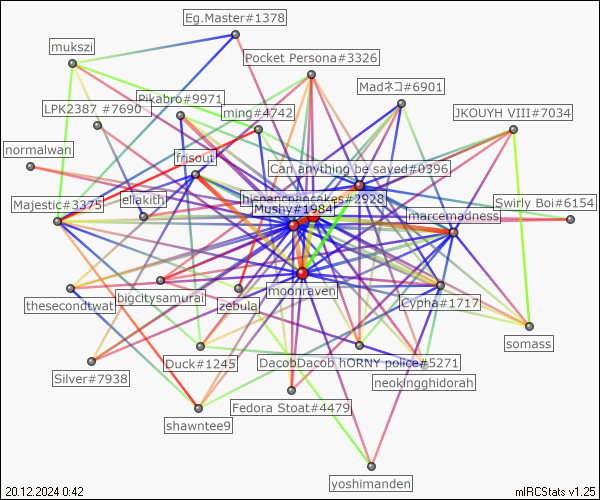 Eg.Master#1378
mukszi
Pocket Persona#3326
Madネコ#6901
Pikabro#9971
LPK2387 #7690
ming#4742
JKOUYH VIII#7034
normalwan
frisout
Can anything be saved#0396
ellakith
hispancpancakes#2928
Majestic#3375
Mushy#1984
marcemadness
Swirly Boi#6154
moonraven
thesecondtwat
bigcitysamurai
zebula
Cypha#1717
somass
Duck#1245
DacobDacob hORNY police#5271
Silver#7938
neokingghidorah
Fedora Stoat#4479
shawntee9
yoshimanden
20.12.2024 0:42
mIRCStats v1.25